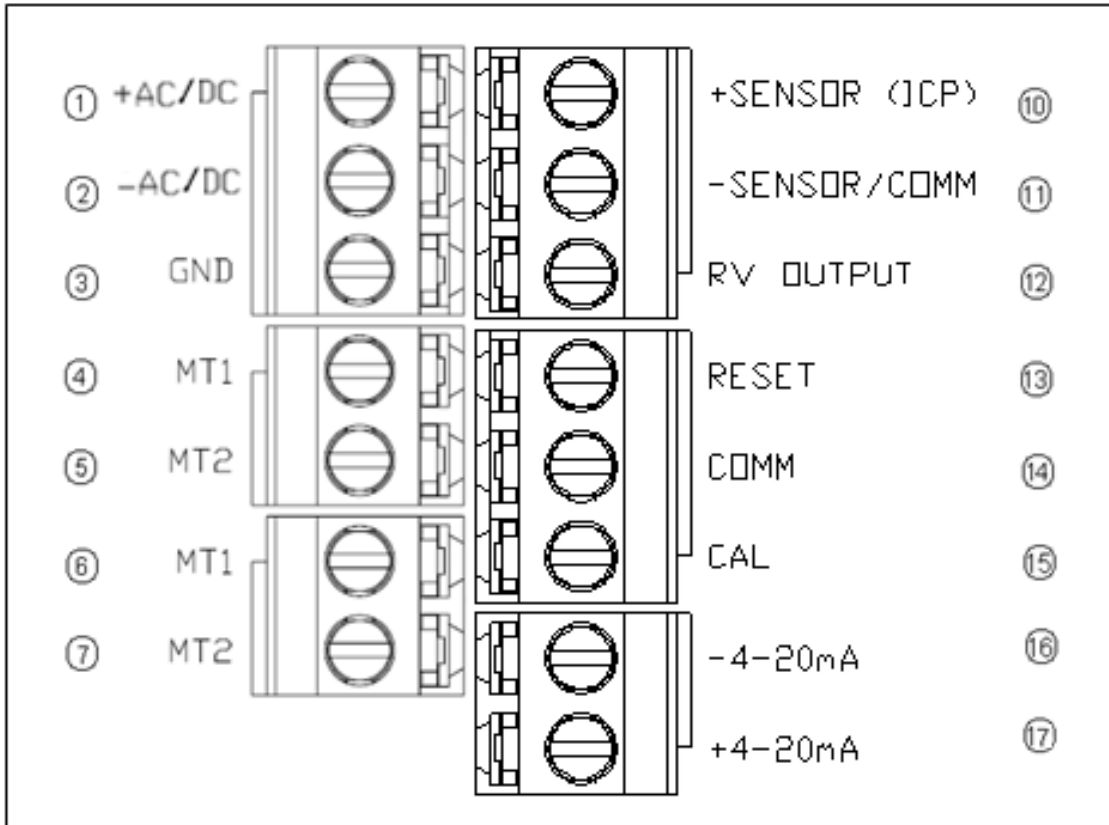 ① +AC/DC
② -AC/DC
③ GND
④ MT1
⑤ MT2
⑥ MT1
⑦ MT2
+SENSOR (ICP) ⑩
-SENSOR/COMM ⑪
RV OUTPUT ⑫
RESET ⑬
COMM ⑭
CAL ⑮
-4-20mA ⑯
+4-20mA ⑰